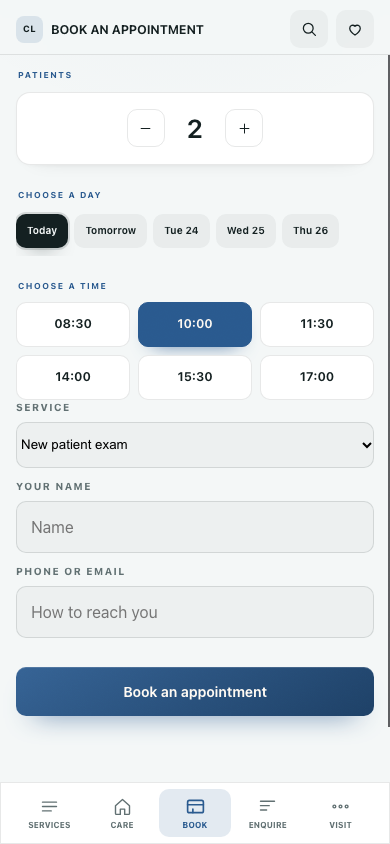 CL BOOK AN APPOINTMENT
PATIENTS
− 2 +
CHOOSE A DAY
Today Tomorrow Tue 24 Wed 25 Thu 26
CHOOSE A TIME
08:30 10:00 11:30
14:00 15:30 17:00
SERVICE
New patient exam
YOUR NAME
Name
PHONE OR EMAIL
How to reach you
Book an appointment
SERVICES CARE BOOK ENQUIRE VISIT